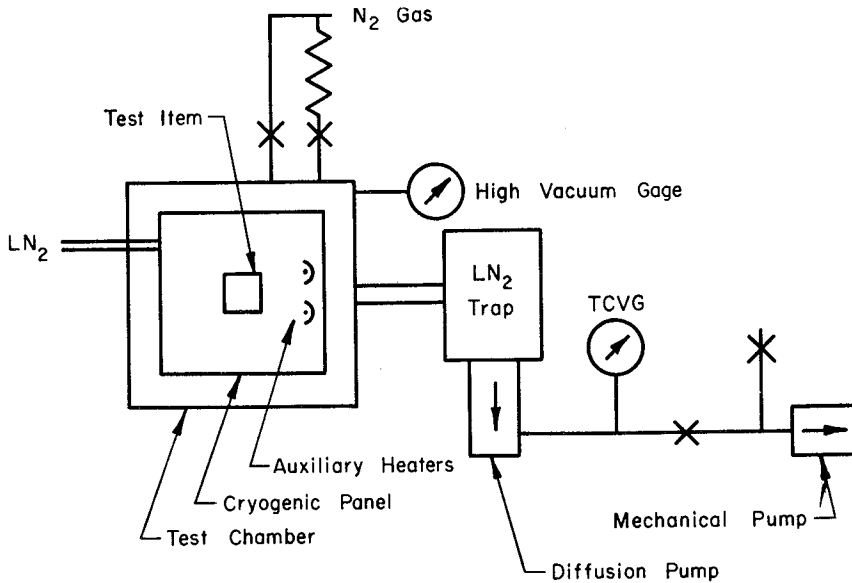 N₂ Gas
Test Item
High Vacuum Gage
LN₂
LN₂
Trap
TCVG
Auxiliary Heaters
Cryogenic Panel
Test Chamber
Mechanical Pump
Diffusion Pump